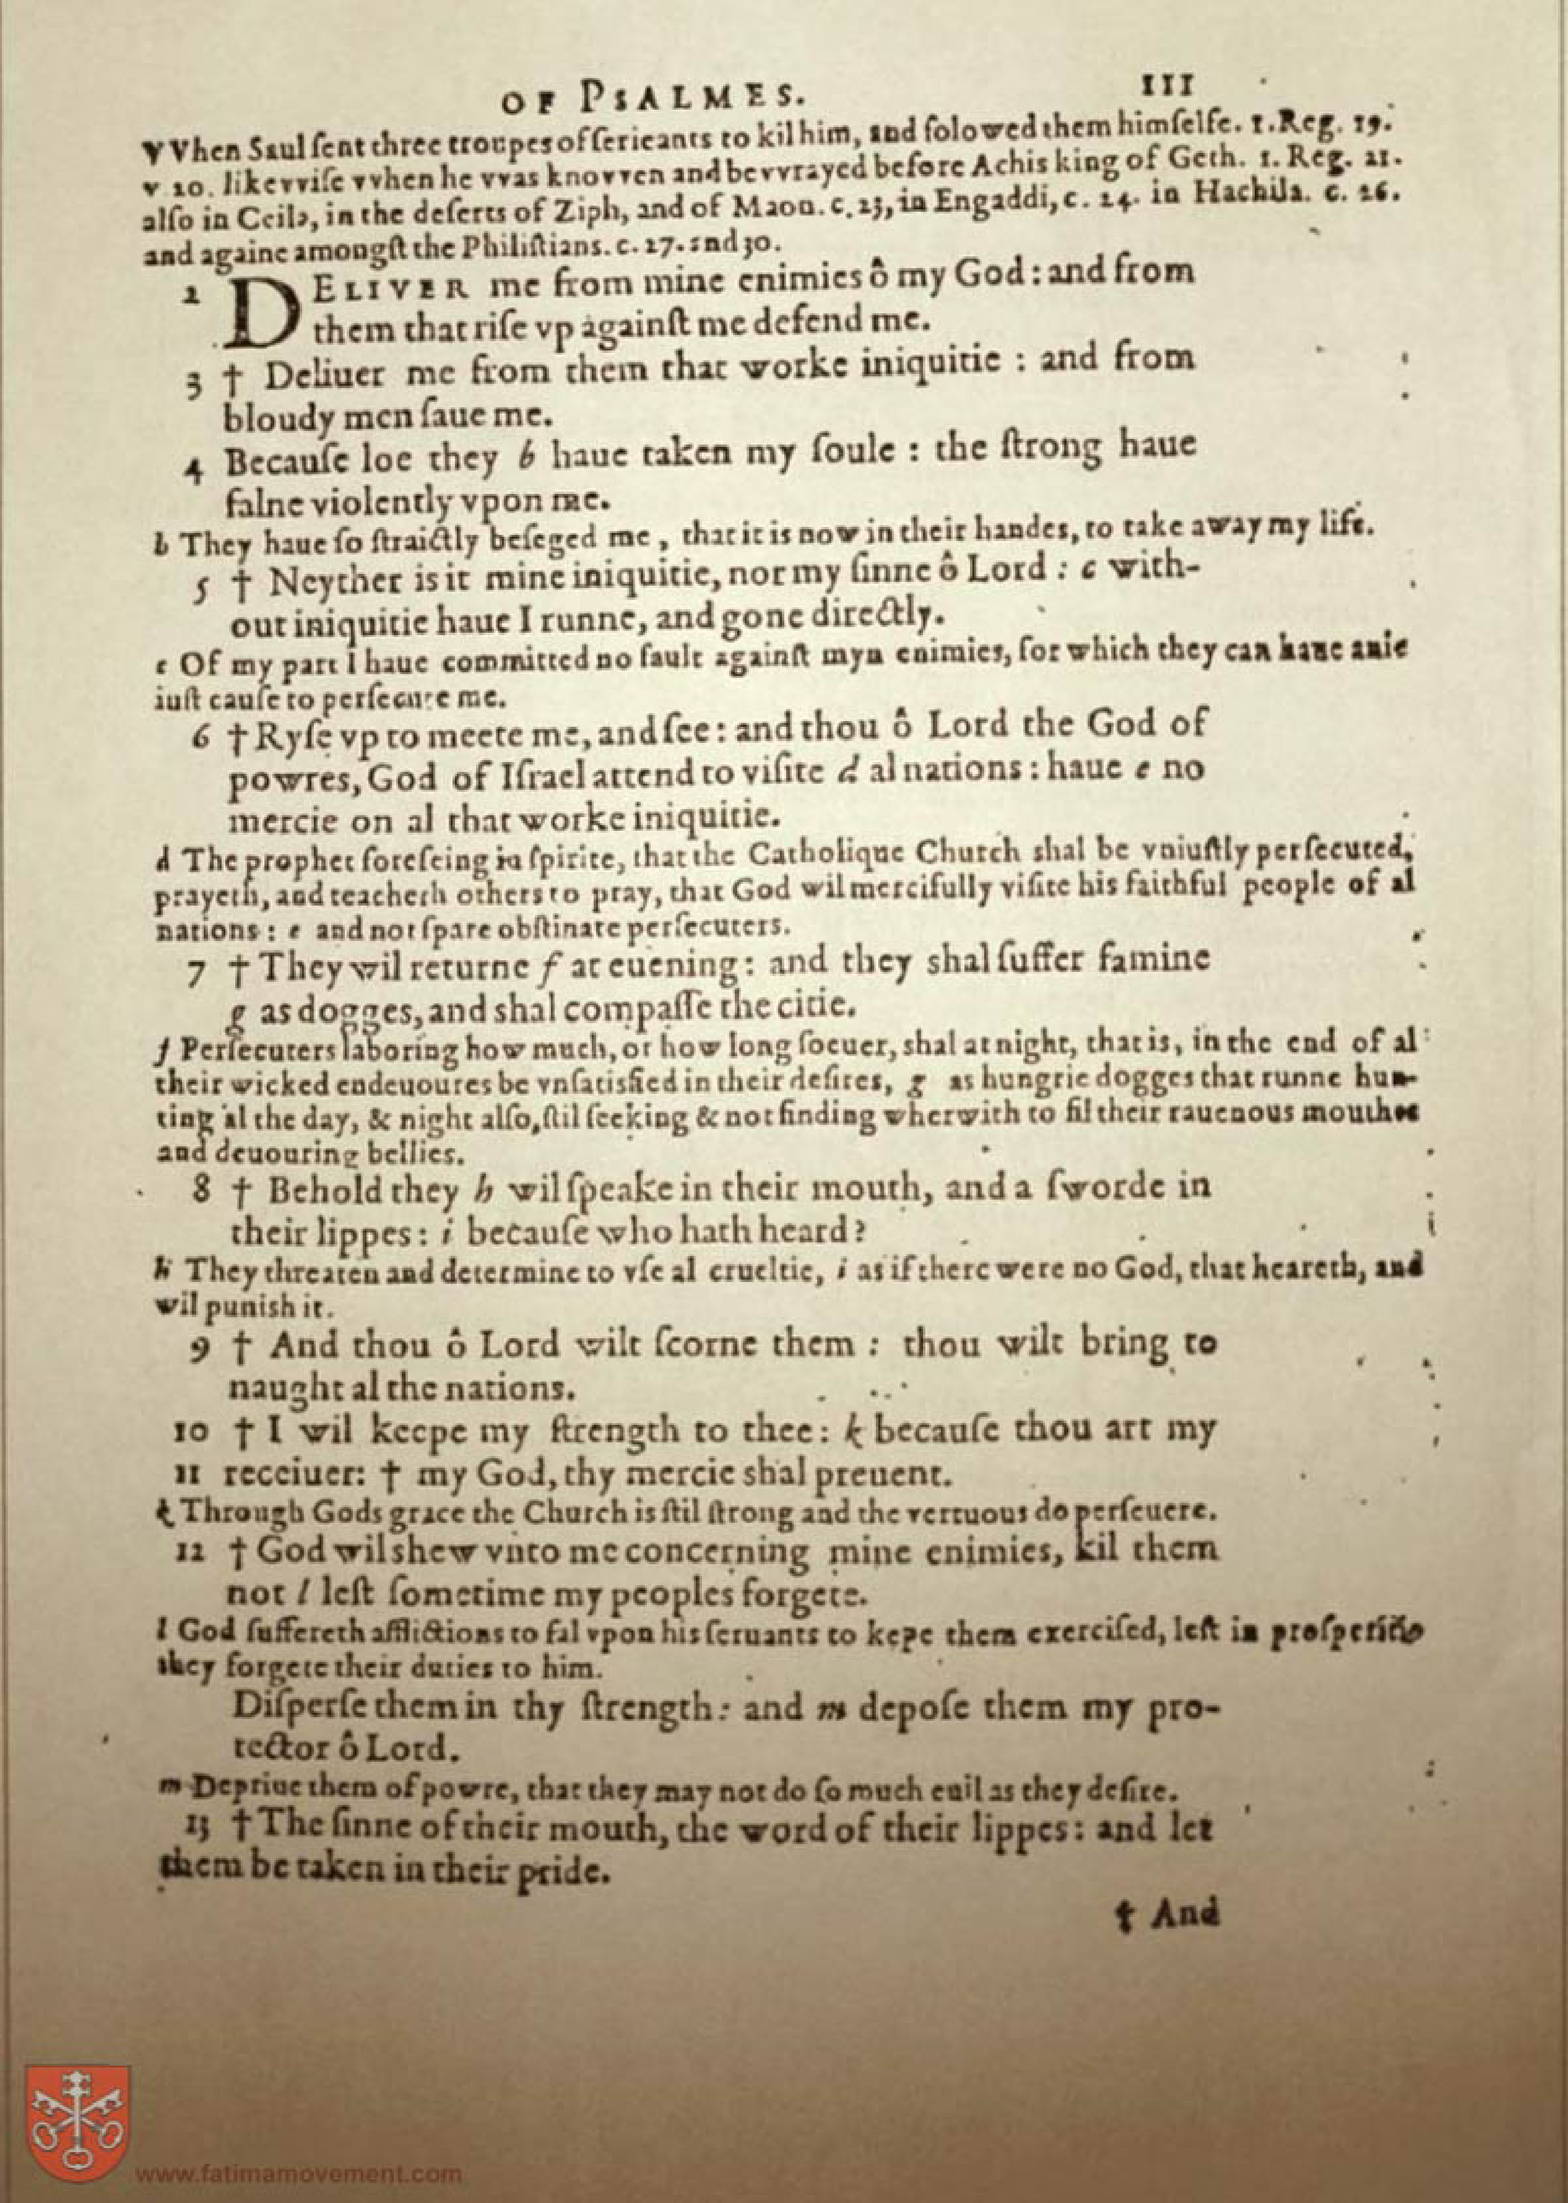 OF PSALMES. III
VVhen Saul ſent three troupes of ſerieants to kil him, and folowed them himſelfe. 1. Reg. 19.
v 10. likevviſe vvhen he vvas knovven and bevvrayed before Achis king of Geth. 1. Reg. 21.
alſo in Ceila, in the deſerts of Ziph, and of Maon. c. 23, in Engaddi, c. 24. in Hachila. c. 26.
and againe amongſt the Philiſtians. c. 27. and 30.
2 DELIVER me from mine enimies ô my God: and from
them that riſe vp againſt me defend me.
3 † Deliuer me from them that worke iniquitie : and from
bloudy men ſaue me.
4 Becauſe loe they b haue taken my ſoule : the ſtrong haue
falne violently vpon me.
b They haue ſo ſtraictly beſeged me, that it is now in their handes, to take away my life.
5 † Neyther is it mine iniquitie, nor my ſinne ô Lord : c with-
out iniquitie haue I runne, and gone directly.
c Of my part I haue committed no fault againſt myn enimies, for which they can haue anie
iuſt cauſe to perſecute me.
6 † Ryſe vp to meete me, and ſee: and thou ô Lord the God of
powres, God of Iſrael attend to viſite d al nations : haue e no
mercie on al that worke iniquitie.
d The prophet foreſeing in ſpirite, that the Catholique Church shal be vniuſtly perſecuted,
prayeth, and teacheth others to pray, that God wil mercifully viſite his faithful people of al
nations : e and not ſpare obſtinate perſecuters.
7 † They wil returne f at euening: and they shal ſuffer famine
g as dogges, and shal compaſſe the citie.
f Perſecuters laboring how much, or how long ſoeuer, shal at night, that is, in the end of al
their wicked endeuoures be vnſatisfied in their deſires, g as hungrie dogges that runne hun-
ting al the day, & night alſo, ſtil ſeeking & not finding wherwith to fil their rauenous mouthes
and deuouring bellies.
8 † Behold they h wil ſpeake in their mouth, and a ſworde in
their lippes: i becauſe who hath heard?
h They threaten and determine to vſe al crueltie, i as if there were no God, that heareth, and
wil punish it.
9 † And thou ô Lord wilt ſcorne them : thou wilt bring to
naught al the nations.
10 † I wil keepe my ſtrength to thee: k becauſe thou art my
11 receiuer: † my God, thy mercie shal preuent.
k Through Gods grace the Church is ſtil ſtrong and the vertuous do perſeuere.
12 † God wil shew vnto me concerning mine enimies, kil them
not l leſt ſometime my peoples forgete.
l God ſuffereth afflictions to fal vpon his ſeruants to kepe them exerciſed, leſt in proſperitie
they forgete their duties to him.
Diſperſe them in thy ſtrength: and m depoſe them my pro-
tector ô Lord.
m Depriue them of powre, that they may not do ſo much euil as they deſire.
13 † The ſinne of their mouth, the word of their lippes: and let
them be taken in their pride.
† And
www.fatimamovement.com